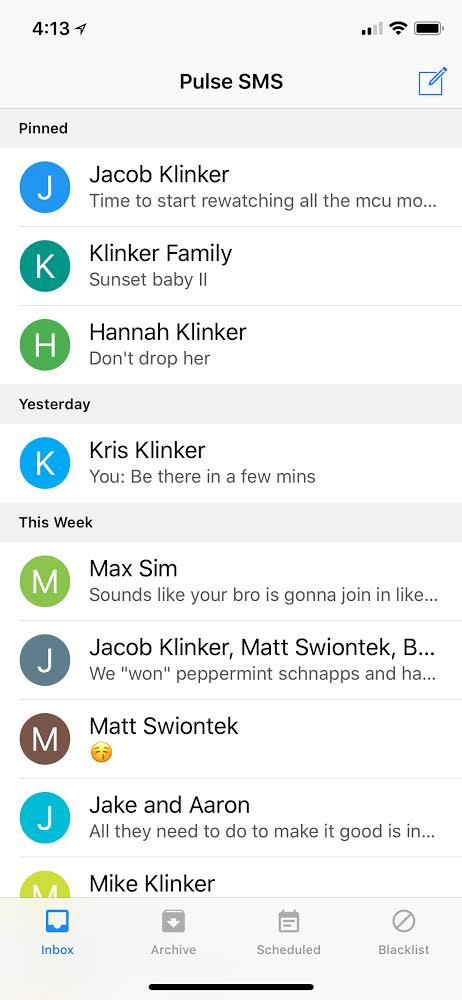 4:13
Pulse SMS
Pinned
J
Jacob Klinker
Time to start rewatching all the mcu mo...
K
Klinker Family
Sunset baby II
H
Hannah Klinker
Don't drop her
Yesterday
K
Kris Klinker
You: Be there in a few mins
This Week
M
Max Sim
Sounds like your bro is gonna join in like...
J
Jacob Klinker, Matt Swiontek, B...
We "won" peppermint schnapps and ha...
M
Matt Swiontek
😚
J
Jake and Aaron
All they need to do to make it good is in...
M
Mike Klinker
Inbox
Archive
Scheduled
Blacklist